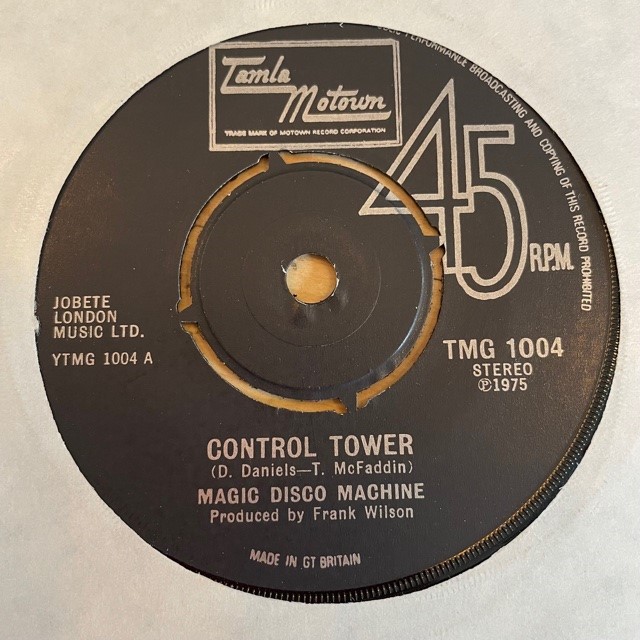 Tamla
Motown
TRADE MARK OF MOTOWN RECORD CORPORATION
PERFORMANCE BROADCASTING AND COPYING OF THIS RECORD PROHIBITED
45
R.P.M.
JOBETE
LONDON
MUSIC LTD.
YTMG 1004 A
TMG 1004
STEREO
Ⓟ1975
CONTROL TOWER
(D. Daniels—T. McFaddin)
MAGIC DISCO MACHINE
Produced by Frank Wilson
MADE IN GT BRITAIN